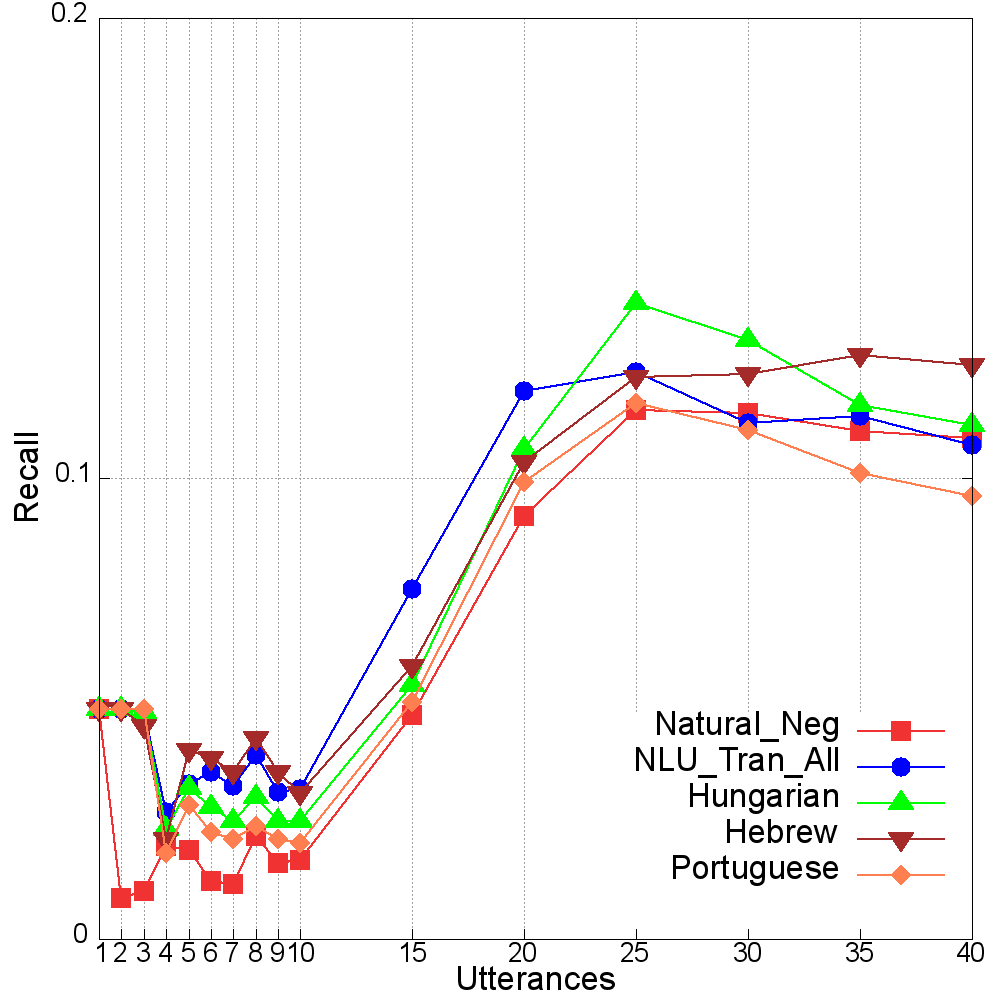 0.2
0.1
0
Recall
Natural_Neg
NLU_Tran_All
Hungarian
Hebrew
Portuguese
1 2 3 4 5 6 7 8 9 10 15 20 25 30 35 40
Utterances